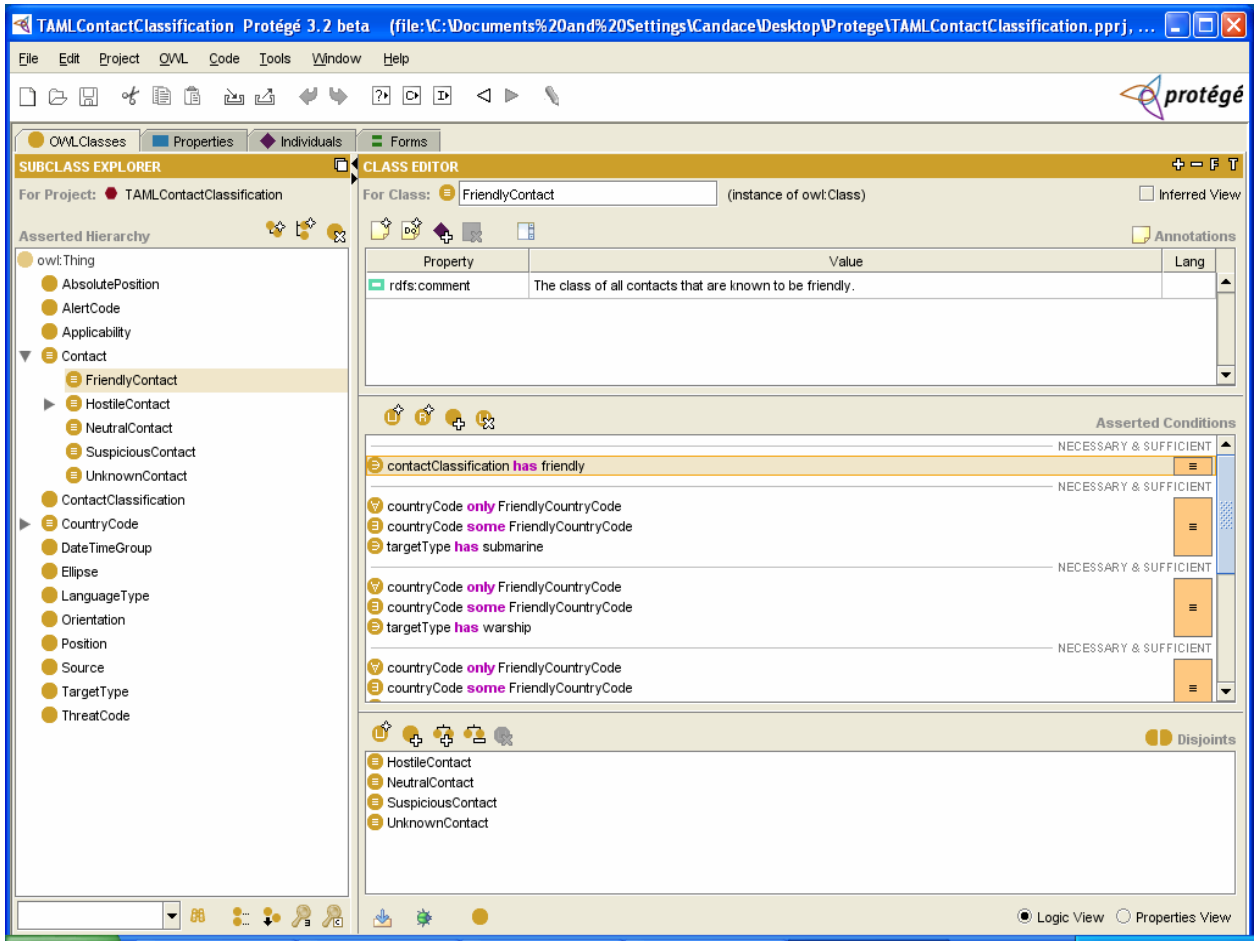 TAMLContactClassification Protégé 3.2 beta (file:\C:\Documents%20and%20Settings\Candace\Desktop\Protege\TAMLContactClassification.pprj, ...
File Edit Project OWL Code Tools Window Help
protégé
OWLClasses Properties Individuals Forms
SUBCLASS EXPLORER
For Project: TAMLContactClassification
Asserted Hierarchy
owl:Thing
AbsolutePosition
AlertCode
Applicability
Contact
FriendlyContact
HostileContact
NeutralContact
SuspiciousContact
UnknownContact
ContactClassification
CountryCode
DateTimeGroup
Ellipse
LanguageType
Orientation
Position
Source
TargetType
ThreatCode
CLASS EDITOR
For Class: FriendlyContact (instance of owl:Class) Inferred View
Annotations
Property Value Lang
rdfs:comment The class of all contacts that are known to be friendly.
Asserted Conditions
NECESSARY & SUFFICIENT
contactClassification has friendly
NECESSARY & SUFFICIENT
countryCode only FriendlyCountryCode
countryCode some FriendlyCountryCode
targetType has submarine
NECESSARY & SUFFICIENT
countryCode only FriendlyCountryCode
countryCode some FriendlyCountryCode
targetType has warship
NECESSARY & SUFFICIENT
countryCode only FriendlyCountryCode
countryCode some FriendlyCountryCode
Disjoints
HostileContact
NeutralContact
SuspiciousContact
UnknownContact
Logic View Properties View